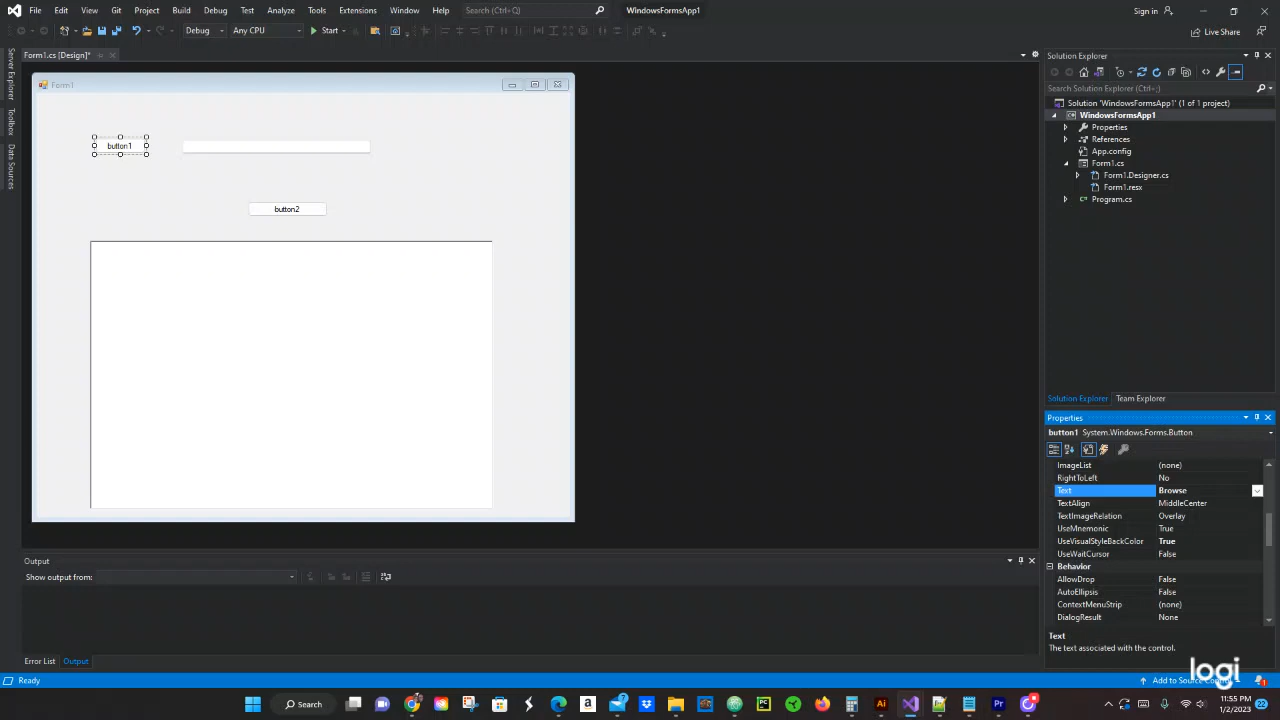 File Edit View Git Project Build Debug Test Analyze Tools Extensions Window Help Search (Ctrl+Q) WindowsFormsApp1 Sign in
Debug Any CPU Start Live Share
Form1.cs [Design]*
Server Explorer
Toolbox
Data Sources
Form1
button1
button2
Solution Explorer
Search Solution Explorer (Ctrl+;)
Solution 'WindowsFormsApp1' (1 of 1 project)
WindowsFormsApp1
Properties
References
App.config
Form1.cs
Form1.Designer.cs
Form1.resx
Program.cs
Solution Explorer Team Explorer
Properties
button1 System.Windows.Forms.Button
ImageList (none)
RightToLeft No
Text Browse
TextAlign MiddleCenter
TextImageRelation Overlay
UseMnemonic True
UseVisualStyleBackColor True
UseWaitCursor False
Behavior
AllowDrop False
AutoEllipsis False
ContextMenuStrip (none)
DialogResult None
Text
The text associated with the control.
Output
Show output from:
Error List Output
Ready Add to Source
logi
Search
11:55 PM
1/2/2023